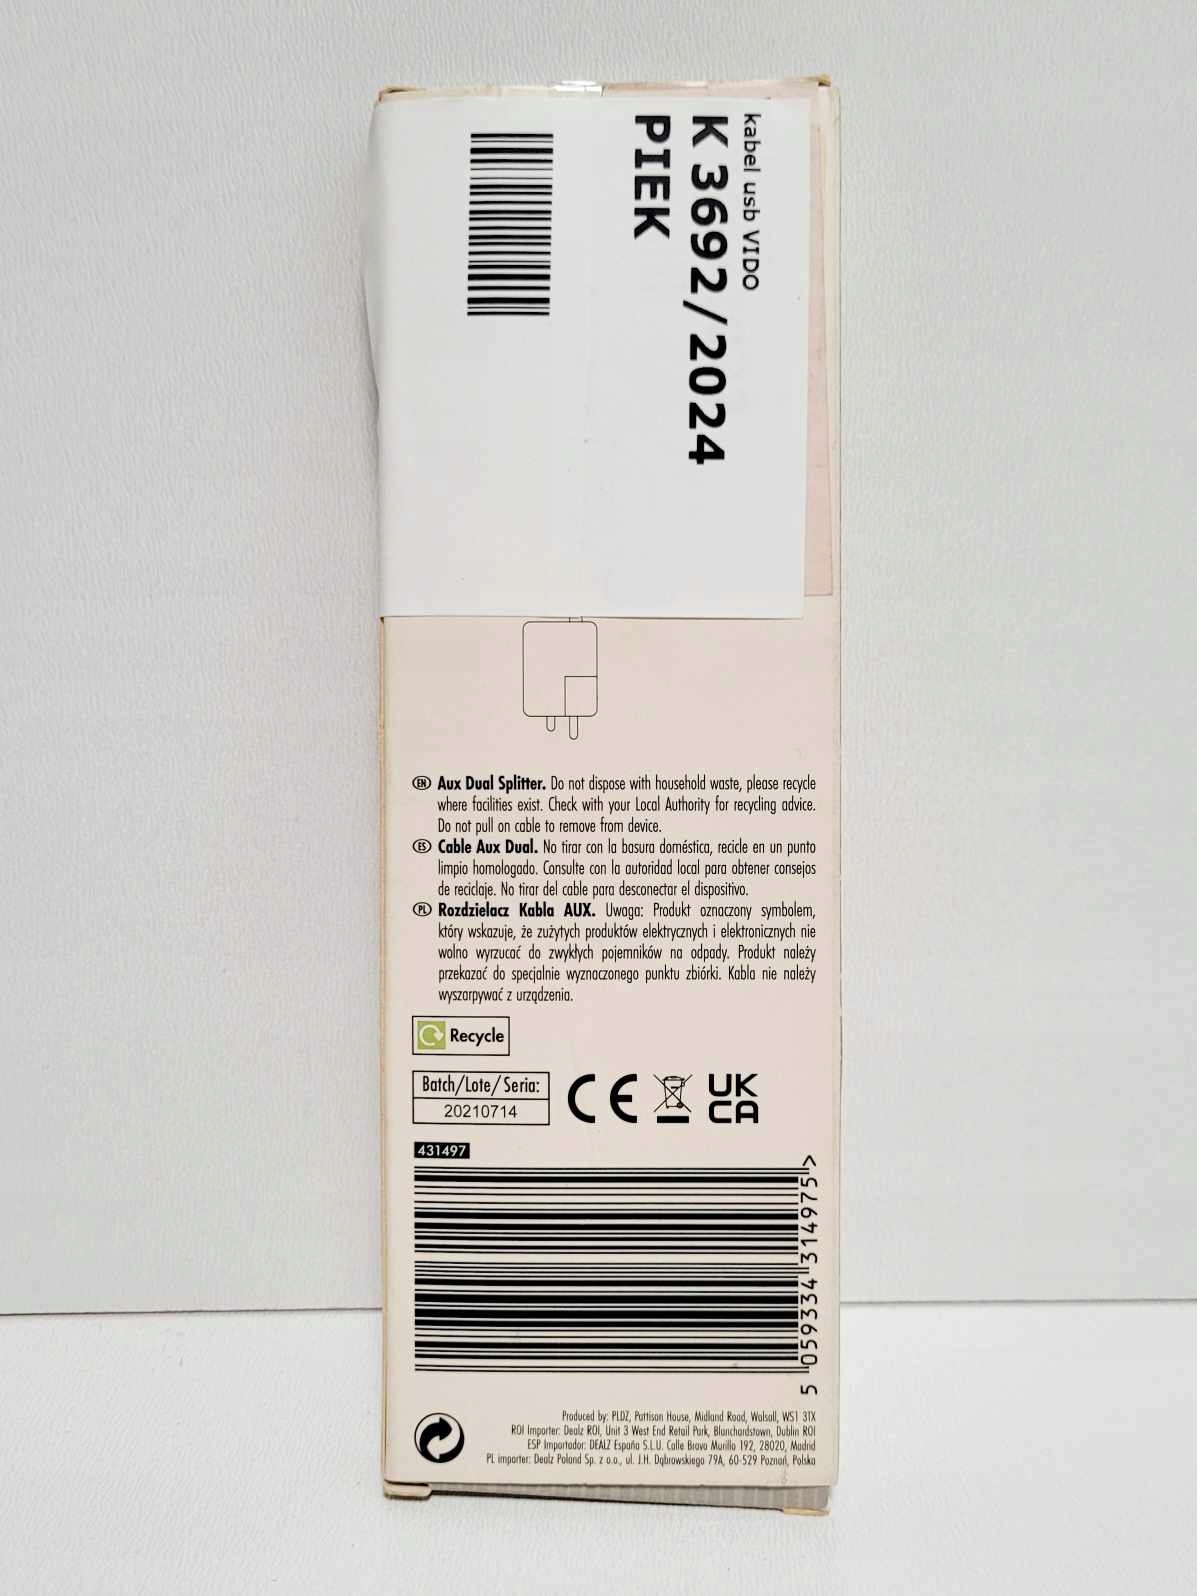 kabel usb VIDO
K 3692/2024
PIEK
EN Aux Dual Splitter. Do not dispose with household waste, please recycle
where facilities exist. Check with your Local Authority for recycling advice.
Do not pull on cable to remove from device.
ES Cable Aux Dual. No tirar con la basura doméstica, recicle en un punto
limpio homologado. Consulte con la autoridad local para obtener consejos
de reciclaje. No tirar del cable para desconectar el dispositivo.
PL Rozdzielacz Kabla AUX. Uwaga: Produkt oznaczony symbolem,
który wskazuje, że zużytych produktów elektrycznych i elektronicznych nie
wolno wyrzucać do zwykłych pojemników na odpady. Produkt należy
przekazać do specjalnie wyznaczonego punktu zbiórki. Kabla nie należy
wyszarpywać z urządzenia.
Recycle
Batch/Lote/Seria:
20210714
CE
UK
CA
431497
5 059334 314975>
Produced by: PLDZ, Pattison House, Midland Road, Walsall, WS1 3TX
ROI Importer: Dealz ROI, Unit 3 West End Retail Park, Blanchardstown, Dublin ROI
ESP Importador: DEALZ España S.L.U. Calle Bravo Murillo 192, 28020, Madrid
PL importer: Dealz Poland Sp. z o.o., ul. J.H. Dąbrowskiego 79A, 60-529 Poznań, Polska